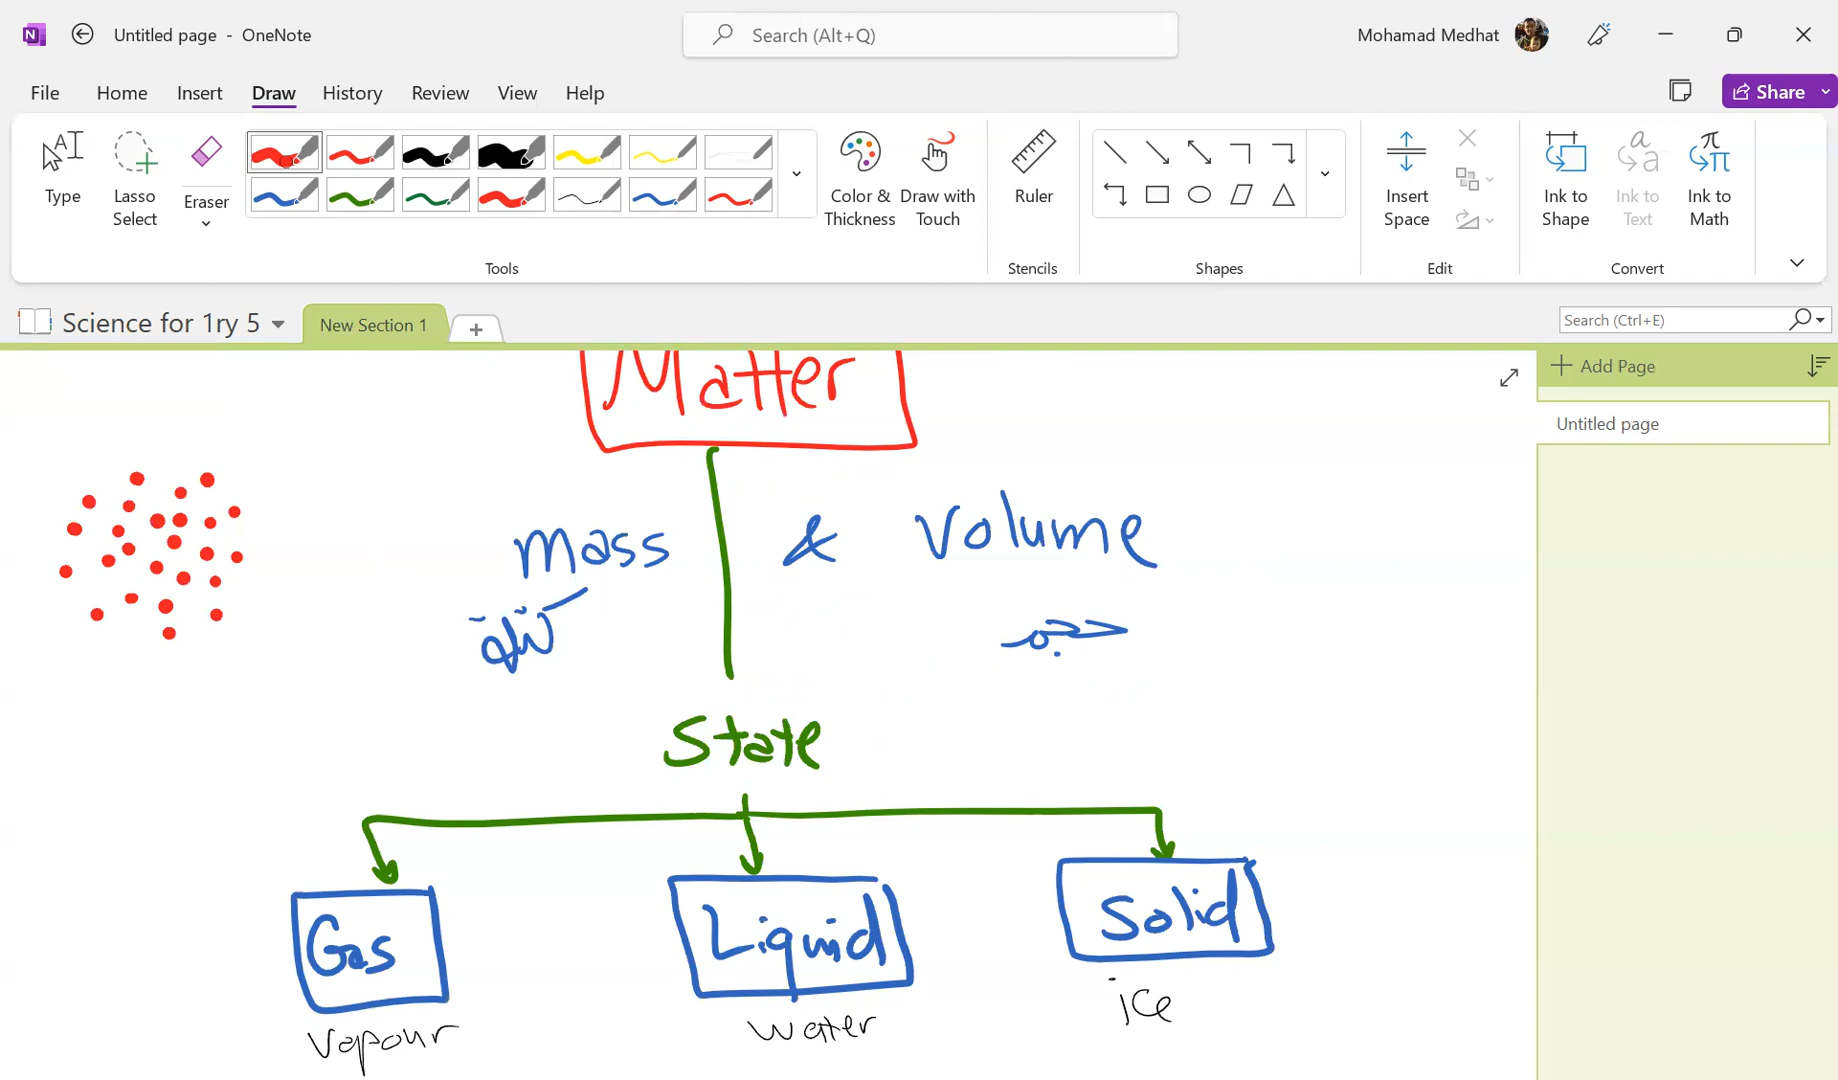 Untitled page - OneNote
Search (Alt+Q)
Mohamad Medhat
File Home Insert Draw History Review View Help
Share
Type
Lasso Select
Eraser
Color & Thickness
Draw with Touch
Ruler
Insert Space
Ink to Shape
Ink to Text
Ink to Math
Tools Stencils Shapes Edit Convert
Science for 1ry 5
New Section 1
Search (Ctrl+E)
Add Page
Untitled page
Matter
mass & Volume
State
Gas Liquid Solid
Vapour water ice